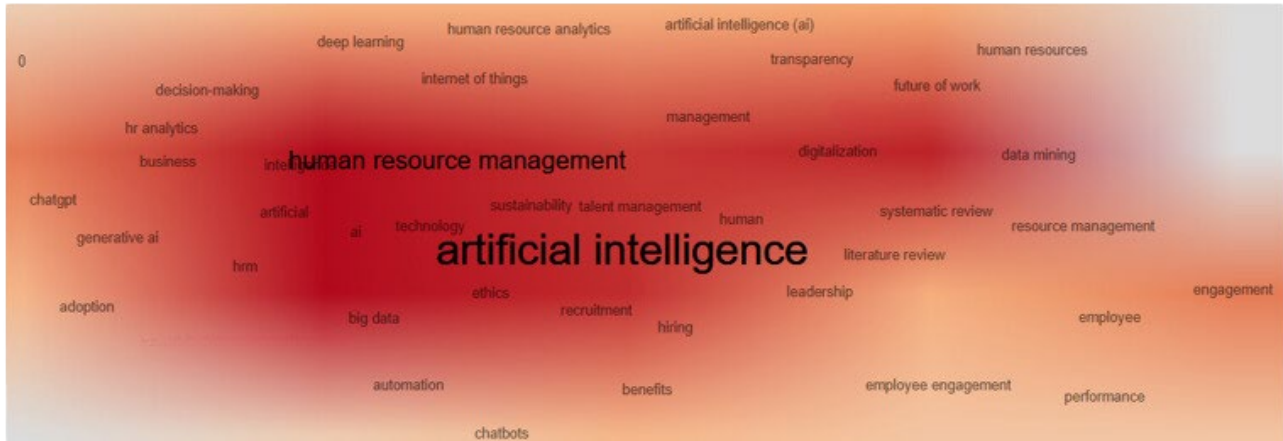 human resource analytics
artificial intelligence (ai)
deep learning
human resources
0
transparency
internet of things
future of work
decision-making
management
hr analytics
digitalization
data mining
business
intelligence
human resource management
chatgpt
sustainability
talent management
artificial
human
systematic review
ai
technology
resource management
generative ai
artificial intelligence
literature review
hrm
ethics
leadership
engagement
adoption
recruitment
big data
hiring
employee
automation
benefits
employee engagement
performance
chatbots